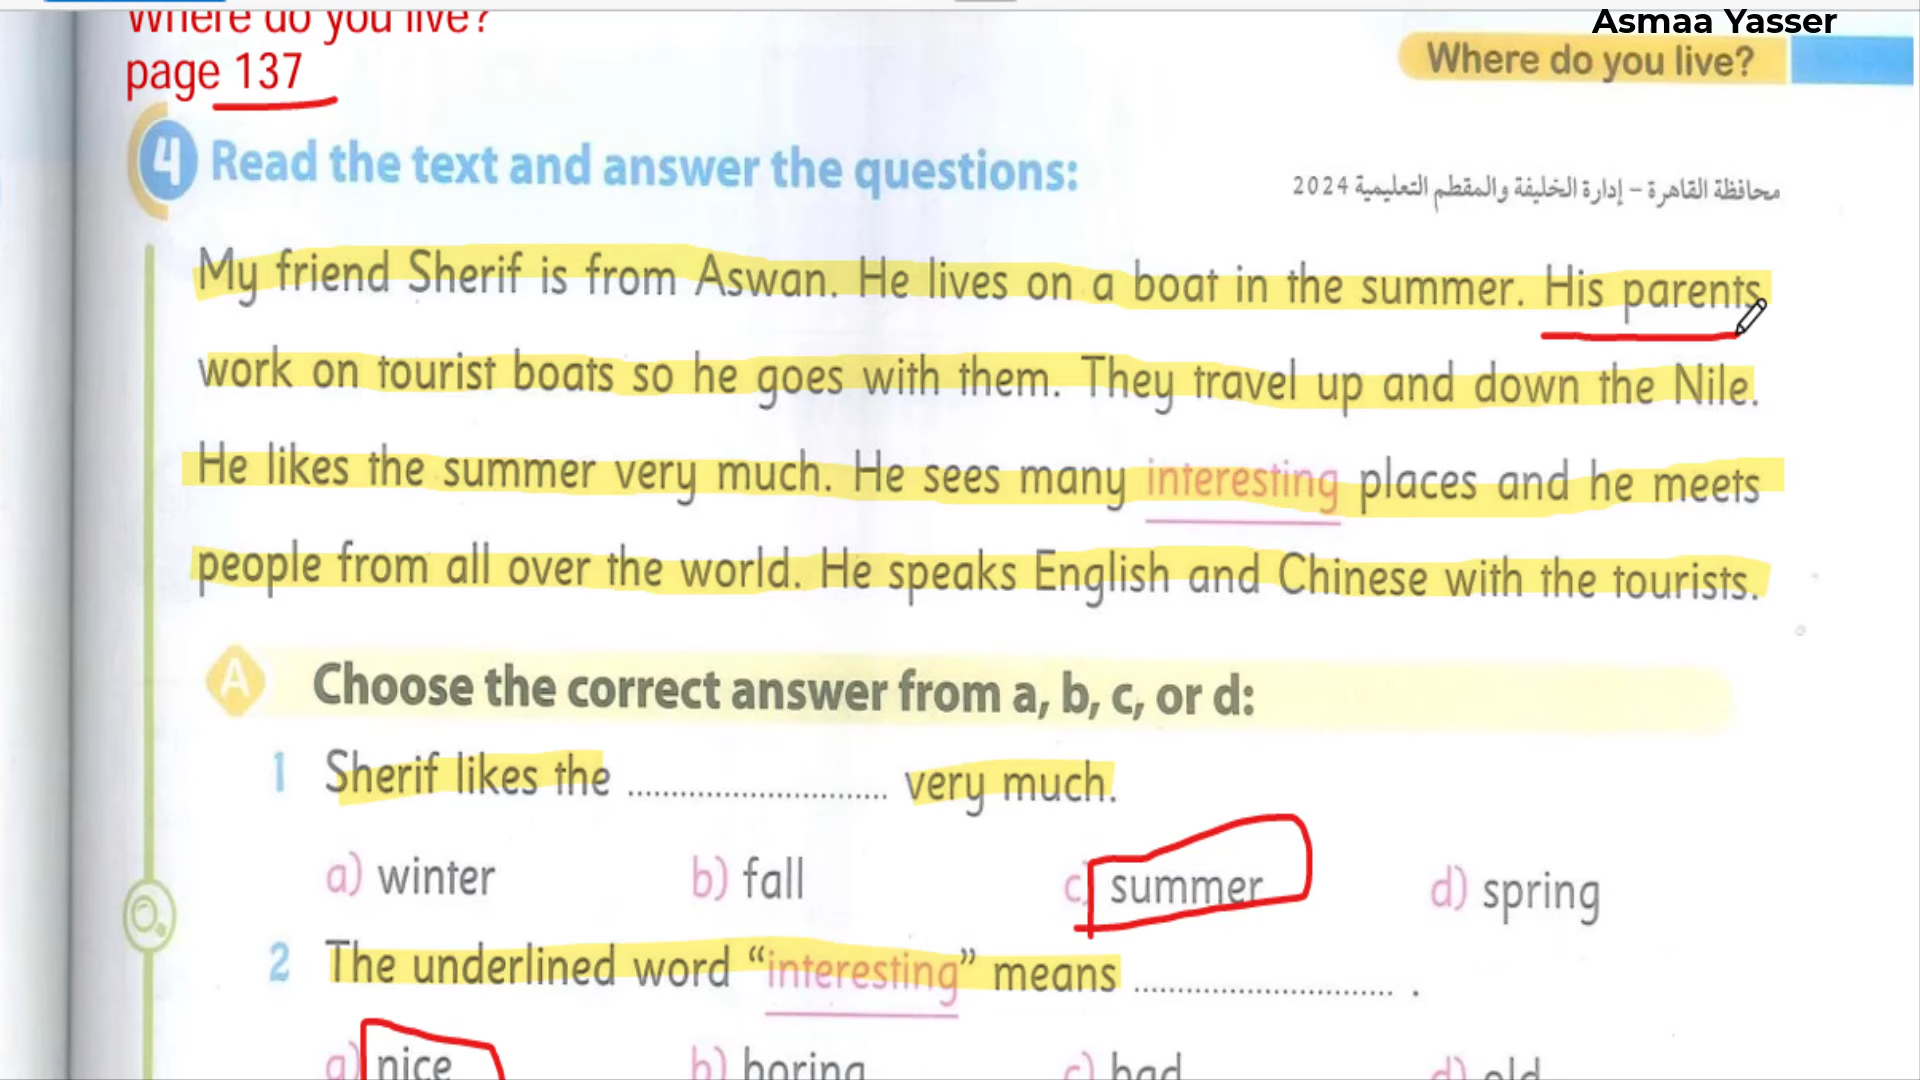 Where do you live?
Asmaa Yasser
page 137
Where do you live?
4 Read the text and answer the questions:
محافظة القاهرة – إدارة الخليفة والمقطم التعليمية 2024
My friend Sherif is from Aswan. He lives on a boat in the summer. His parents
work on tourist boats so he goes with them. They travel up and down the Nile.
He likes the summer very much. He sees many interesting places and he meets
people from all over the world. He speaks English and Chinese with the tourists.
A Choose the correct answer from a, b, c, or d:
1 Sherif likes the .............................. very much.
a) winter b) fall c) summer d) spring
2 The underlined word “interesting” means .............................. .
a) nice b) boring c) bad d) old